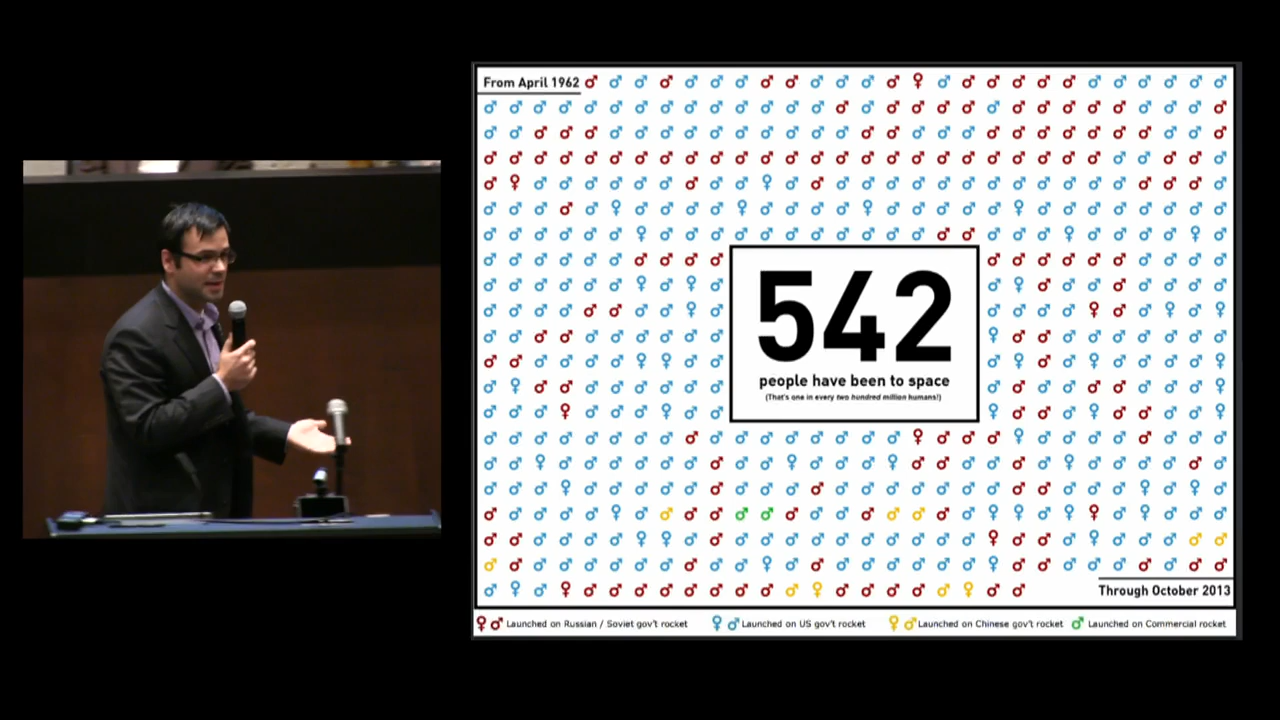 From April 1962
542
people have been to space
(That's one in every two hundred million humans!)
Through October 2013
Launched on Russian / Soviet gov't rocket
Launched on US gov't rocket
Launched on Chinese gov't rocket
Launched on Commercial rocket